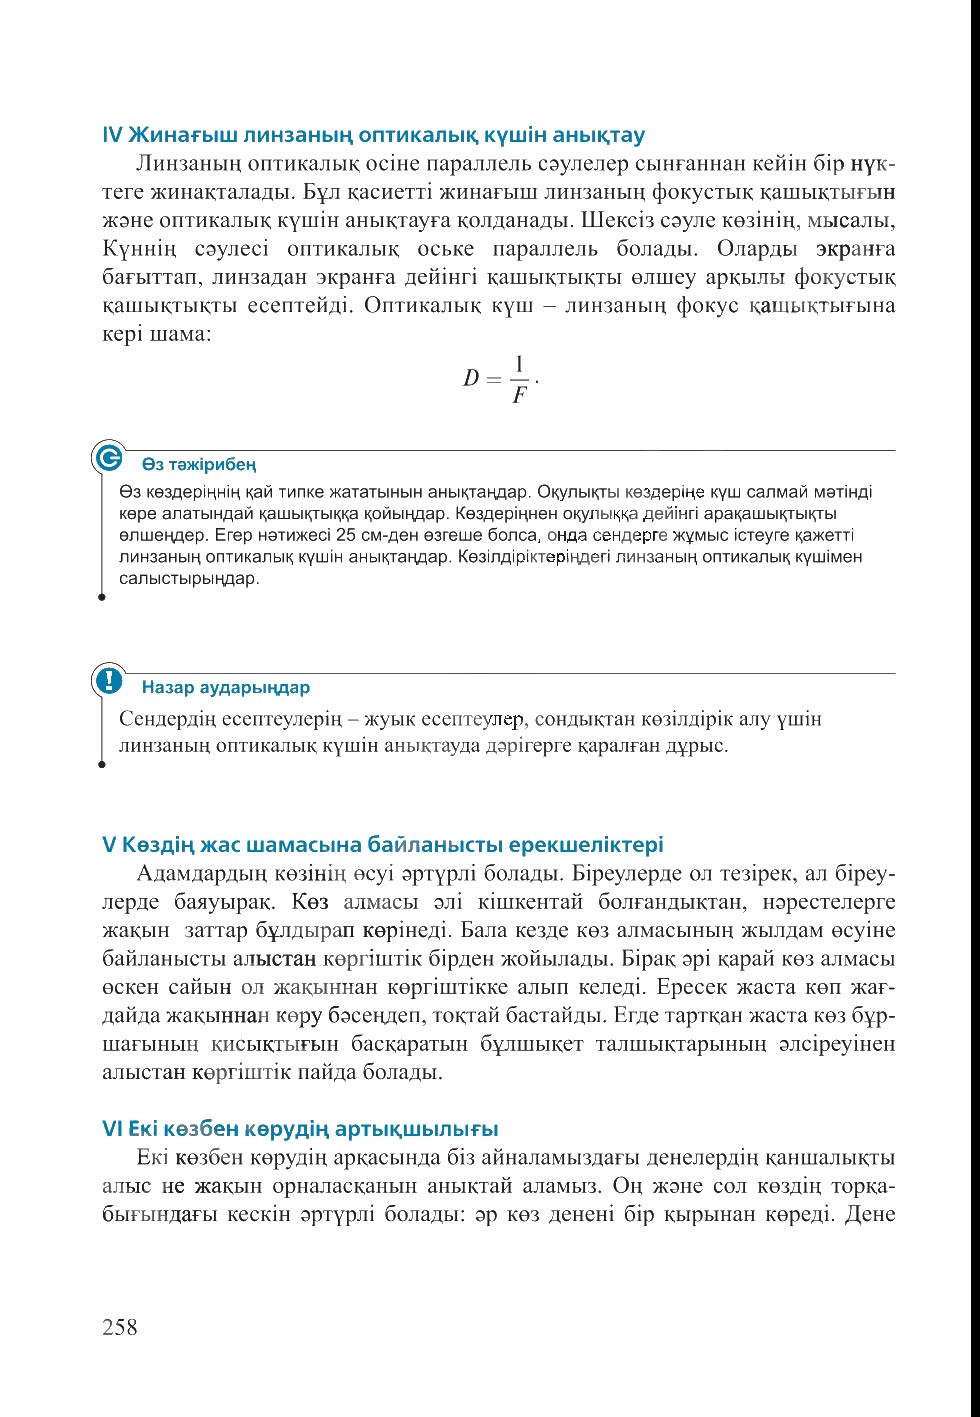 IV Жинағыш линзаның оптикалық күшін анықтау
Линзаның оптикалық осіне параллель сәулелер сынғаннан кейін бір нүк-
теге жинақталады. Бұл қасиетті жинағыш линзаның фокустық қашықтығын
және оптикалық күшін анықтауға қолданады. Шексіз сәуле көзінің, мысалы,
Күннің сәулесі оптикалық оське параллель болады. Оларды экранға
бағыттап, линзадан экранға дейінгі қашықтықты өлшеу арқылы фокустық
қашықтықты есептейді. Оптикалық күш – линзаның фокус қашықтығына
кері шама:
D = 1/F.
Өз тәжірибең
Өз көздеріңнің қай типке жататынын анықтаңдар. Оқулықты көздеріңе күш салмай мәтінді
көре алатындай қашықтыққа қойыңдар. Көздеріңнен оқулыққа дейінгі арақашықтықты
өлшеңдер. Егер нәтижесі 25 см-ден өзгеше болса, онда сендерге жұмыс істеуге қажетті
линзаның оптикалық күшін анықтаңдар. Көзілдіріктеріңдегі линзаның оптикалық күшімен
салыстырыңдар.
Назар аударыңдар
Сендердің есептеулерің – жуык есептеулер, сондықтан көзілдірік алу үшін
линзаның оптикалық күшін анықтауда дәрігерге қаралған дұрыс.
V Көздің жас шамасына байланысты ерекшеліктері
Адамдардың көзінің өсуі әртүрлі болады. Біреулерде ол тезірек, ал біреу-
лерде баяуырақ. Көз алмасы әлі кішкентай болғандықтан, нәрестелерге
жақын заттар бұлдырап көрінеді. Бала кезде көз алмасының жылдам өсуіне
байланысты алыстан көргіштік бірден жойылады. Бірақ әрі қарай көз алмасы
өскен сайын ол жақыннан көргіштікке алып келеді. Ересек жаста көп жағ-
дайда жақыннан көру бәсеңдеп, тоқтай бастайды. Егде тартқан жаста көз бұр-
шағының қисықтығын басқаратын бұлшықет талшықтарының әлсіреуінен
алыстан көргіштік пайда болады.
VI Екі көзбен көрудің артықшылығы
Екі көзбен көрудің арқасында біз айналамыздағы денелердің қаншалықты
алыс не жақын орналасқанын анықтай аламыз. Оң және сол көздің торқа-
бығындағы кескін әртүрлі болады: әр көз денені бір қырынан көреді. Дене
258